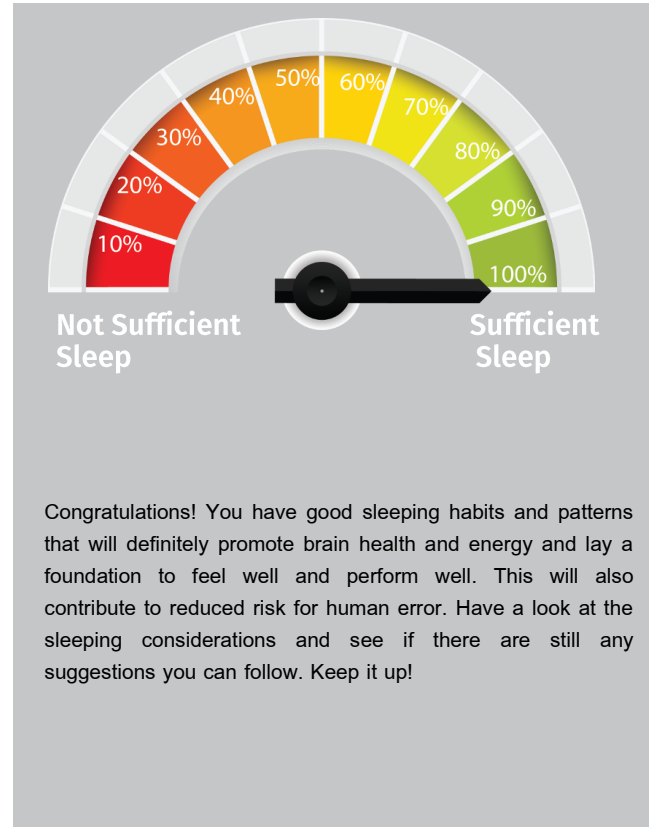 10%
20%
30%
40%
50%
60%
70%
80%
90%
100%
Not Sufficient
Sleep
Sufficient
Sleep
Congratulations! You have good sleeping habits and patterns
that will definitely promote brain health and energy and lay a
foundation to feel well and perform well. This will also
contribute to reduced risk for human error. Have a look at the
sleeping considerations and see if there are still any
suggestions you can follow. Keep it up!